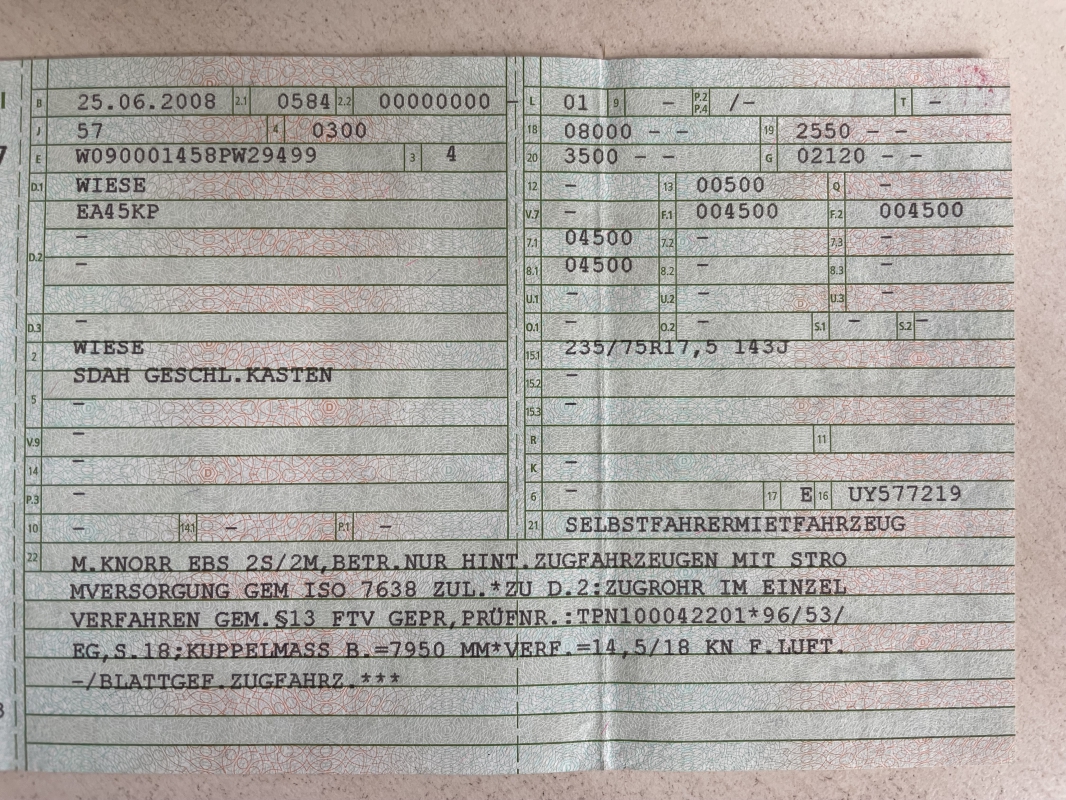 B 25.06.2008 2.1 0584 2.2 00000000 –
J 57 4 0300
E W090001458PW29499 3 4
D.1 WIESE
EA45KP
–
D.2 –
D.3 –
2 WIESE
SDAH GESCHL.KASTEN
5 –
V.9 –
14 –
P.3 –
10 – 14.1 – P.1 –
L 01 9 – P.2 P.4 /– T –
18 08000 – – 19 2550 – –
20 3500 – – G 02120 – –
12 – 13 00500 Q –
V.7 – F.1 004500 F.2 004500
7.1 04500 7.2 – 7.3 –
8.1 04500 8.2 – 8.3 –
U.1 – U.2 – U.3 –
O.1 – O.2 – S.1 – S.2 –
15.1 235/75R17,5 143J
15.2 –
15.3 –
R 11
K –
6 – 17 E 16 UY577219
21 SELBSTFAHRERMIETFAHRZEUG
22 M.KNORR EBS 2S/2M,BETR.NUR HINT.ZUGFAHRZEUGEN MIT STRO
MVERSORGUNG GEM ISO 7638 ZUL.*ZU D.2:ZUGROHR IM EINZEL
VERFAHREN GEM.§13 FTV GEPR,PRÜFNR.:TPN100042201*96/53/
EG,S.18;KUPPELMASS B.=7950 MM*VERF.=14,5/18 KN F.LUFT.
-/BLATTGEF.ZUGFAHRZ.***